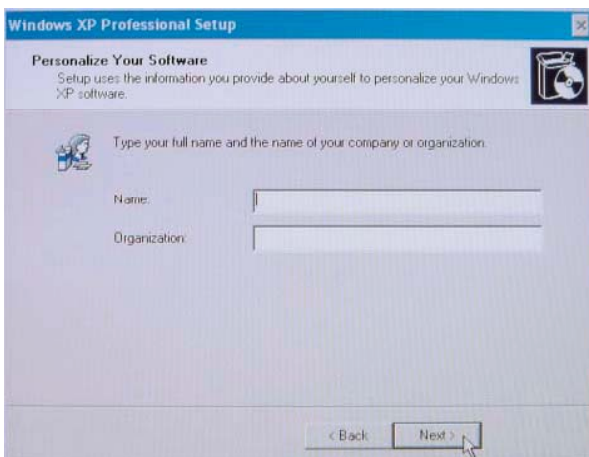 Windows XP Professional Setup
Personalize Your Software
Setup uses the information you provide about yourself to personalize your Windows
XP software.
Type your full name and the name of your company or organization.
Name:
Organization:
< Back
Next >